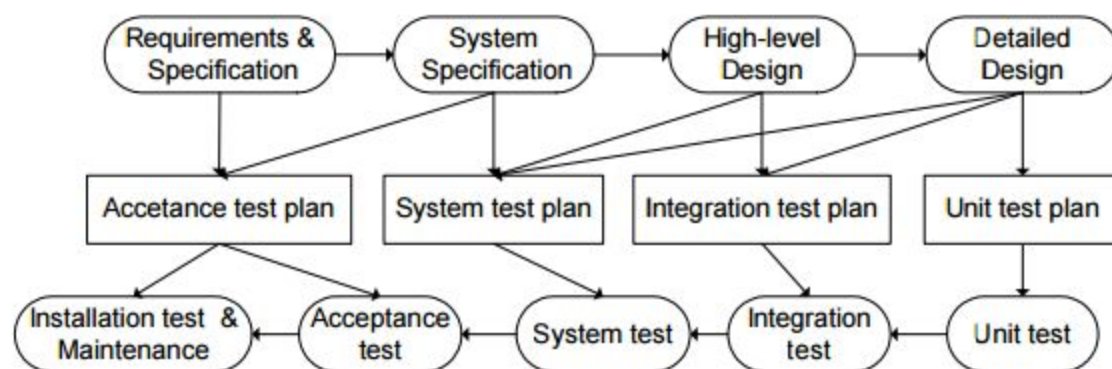 Requirements &
Specification
System
Specification
High-level
Design
Detailed
Design
Accetance test plan
System test plan
Integration test plan
Unit test plan
Installation test &
Maintenance
Acceptance
test
System test
Integration
test
Unit test